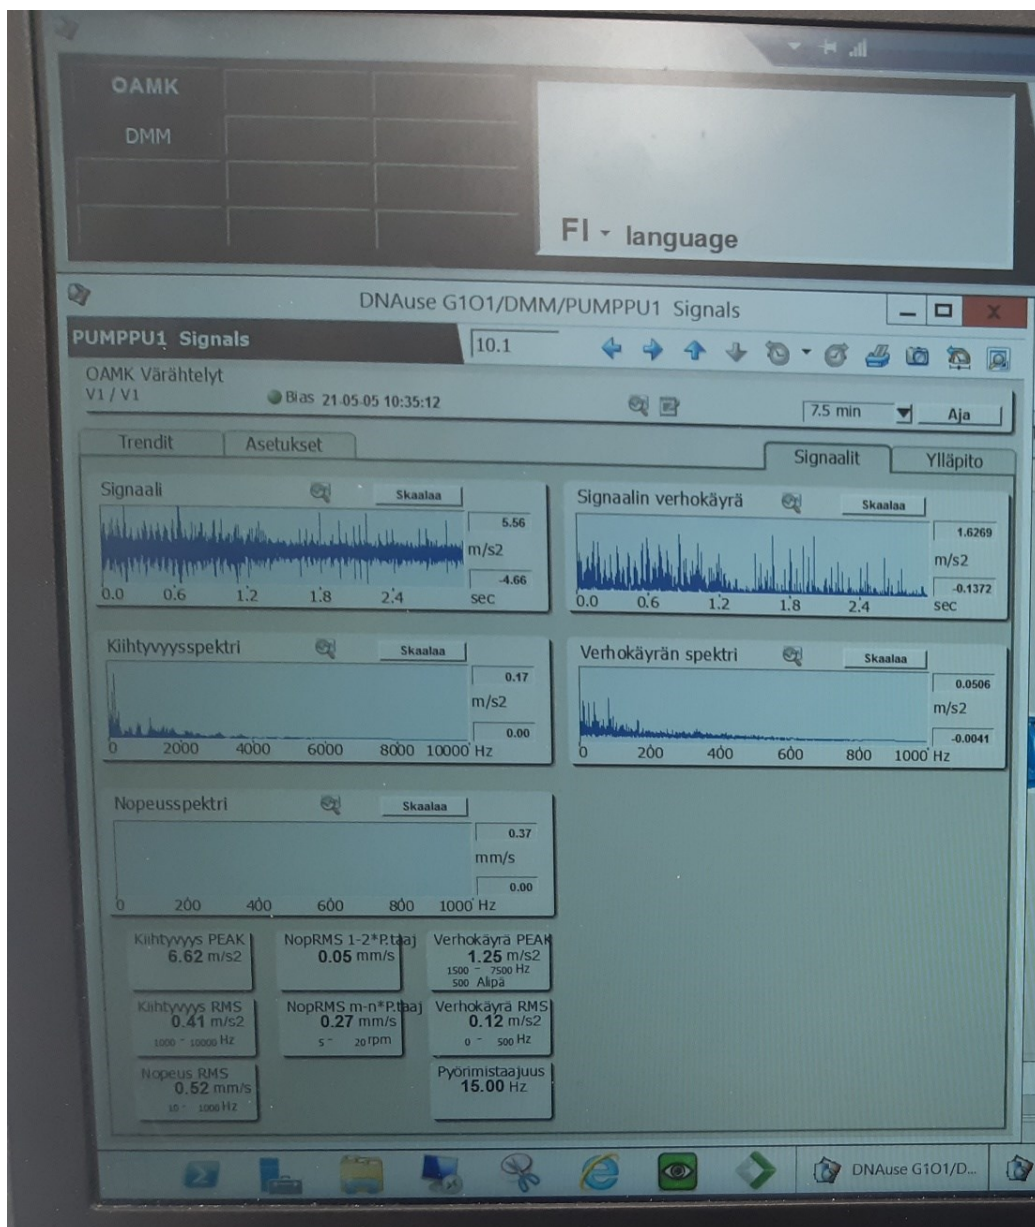 OAMK
DMM
FI - language
DNAuse G1O1/DMM/PUMPPU1 Signals
PUMPPU1 Signals
10.1
OAMK Värähtelyt
V1 / V1
Bias 21-05-05 10:35:12
7.5 min
Aja
Trendit
Asetukset
Signaalit
Ylläpito
Signaali
Skaalaa
5.56
m/s2
-4.66
0.0 0.6 1.2 1.8 2.4 sec
Signaalin verhokäyrä
Skaalaa
1.6269
m/s2
-0.1372
0.0 0.6 1.2 1.8 2.4 sec
Kiihtyvyysspektri
Skaalaa
0.17
m/s2
0.00
0 2000 4000 6000 8000 10000 Hz
Verhokäyrän spektri
Skaalaa
0.0506
m/s2
-0.0041
0 200 400 600 800 1000 Hz
Nopeusspektri
Skaalaa
0.37
mm/s
0.00
0 200 400 600 800 1000 Hz
Kiihtyvyys PEAK
6.62 m/s2
NopRMS 1-2*P.taaj
0.05 mm/s
Verhokäyrä PEAK
1.25 m/s2
1500 - 7500 Hz
500 Alipä
Kiihtyvyys RMS
0.41 m/s2
1000 - 10000 Hz
NopRMS m-n*P.taaj
0.27 mm/s
5 - 20 rpm
Verhokäyrä RMS
0.12 m/s2
0 - 500 Hz
Nopeus RMS
0.52 mm/s
10 - 1000 Hz
Pyörimistaajuus
15.00 Hz
DNAuse G1O1/D...